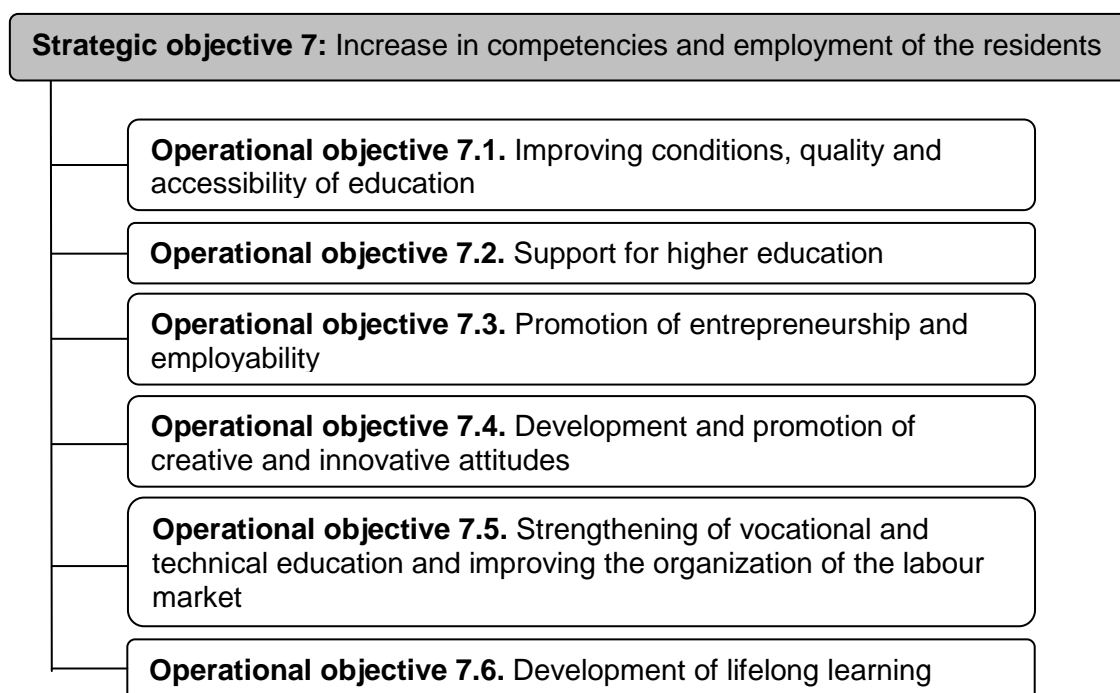 Strategic objective 7: Increase in competencies and employment of the residents
Operational objective 7.1. Improving conditions, quality and
accessibility of education
Operational objective 7.2. Support for higher education
Operational objective 7.3. Promotion of entrepreneurship and
employability
Operational objective 7.4. Development and promotion of
creative and innovative attitudes
Operational objective 7.5. Strengthening of vocational and
technical education and improving the organization of the labour
market
Operational objective 7.6. Development of lifelong learning